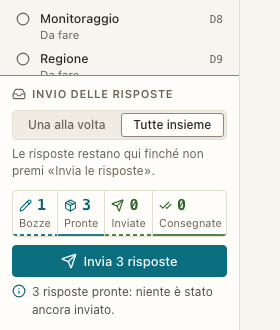 Monitoraggio D8
Da fare
Regione D9
Da fare
INVIO DELLE RISPOSTE
Una alla volta Tutte insieme
Le risposte restano qui finché non
premi «Invia le risposte».
1 3 0 0
Bozze Pronte Inviate Consegnate
Invia 3 risposte
3 risposte pronte: niente è stato
ancora inviato.